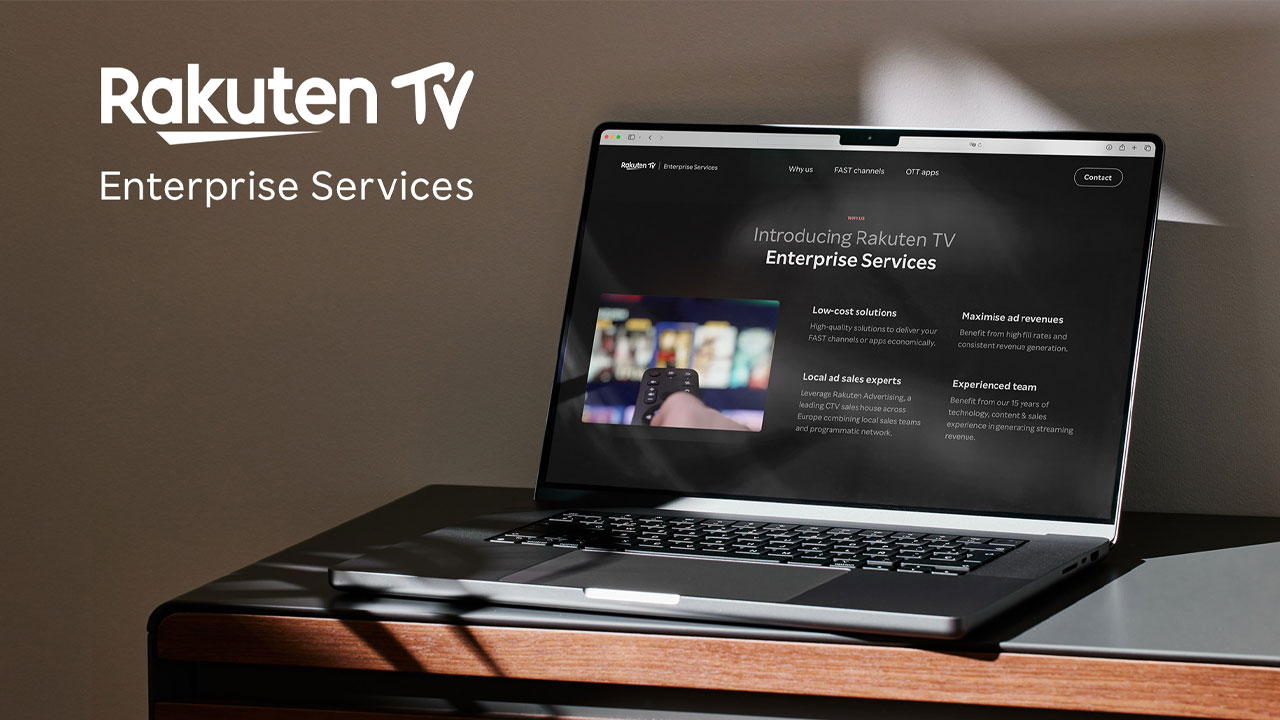 Rakuten TV
Enterprise Services
Rakuten TV | Enterprise Services
Why us
FAST channels
OTT apps
Contact
WHY US
Introducing Rakuten TV
Enterprise Services
Low-cost solutions
High-quality solutions to deliver your
FAST channels or apps economically.
Maximise ad revenues
Benefit from high fill rates and
consistent revenue generation.
Local ad sales experts
Leverage Rakuten Advertising, a
leading CTV sales house across
Europe combining local sales teams
and programmatic network.
Experienced team
Benefit from our 15 years of
technology, content & sales
experience in generating streaming
revenue.